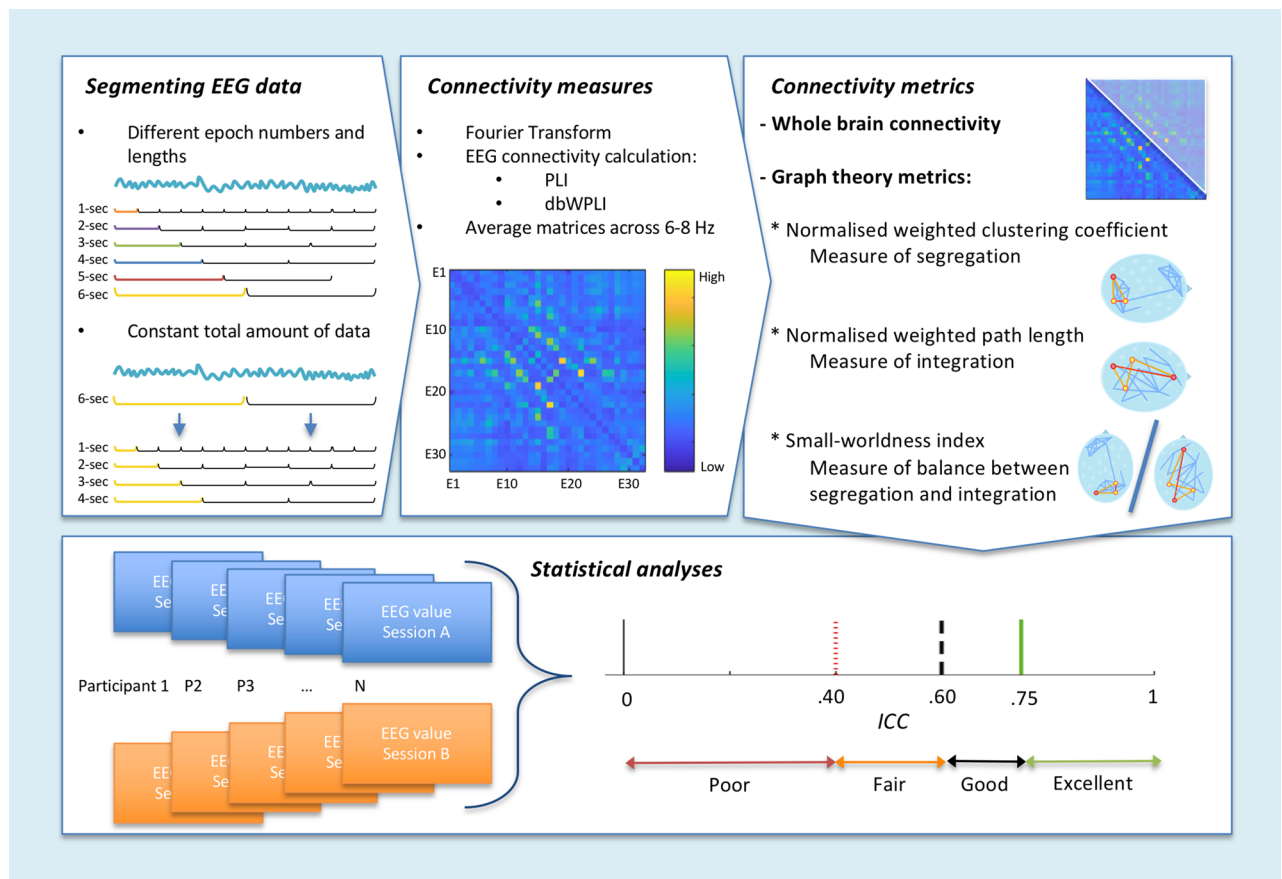 Segmenting EEG data
• Different epoch numbers and
lengths
1-sec
2-sec
3-sec
4-sec
5-sec
6-sec
• Constant total amount of data
6-sec
1-sec
2-sec
3-sec
4-sec
Connectivity measures
• Fourier Transform
• EEG connectivity calculation:
• PLI
• dbWPLI
• Average matrices across 6-8 Hz
E1
E10
E20
E30
E1 E10 E20 E30
High
Low
Connectivity metrics
- Whole brain connectivity
- Graph theory metrics:
* Normalised weighted clustering coefficient
Measure of segregation
* Normalised weighted path length
Measure of integration
* Small-worldness index
Measure of balance between
segregation and integration
Statistical analyses
EEG value
Session A
Participant 1 P2 P3 ... N
EEG value
Session B
0 .40 .60 .75 1
ICC
Poor Fair Good Excellent